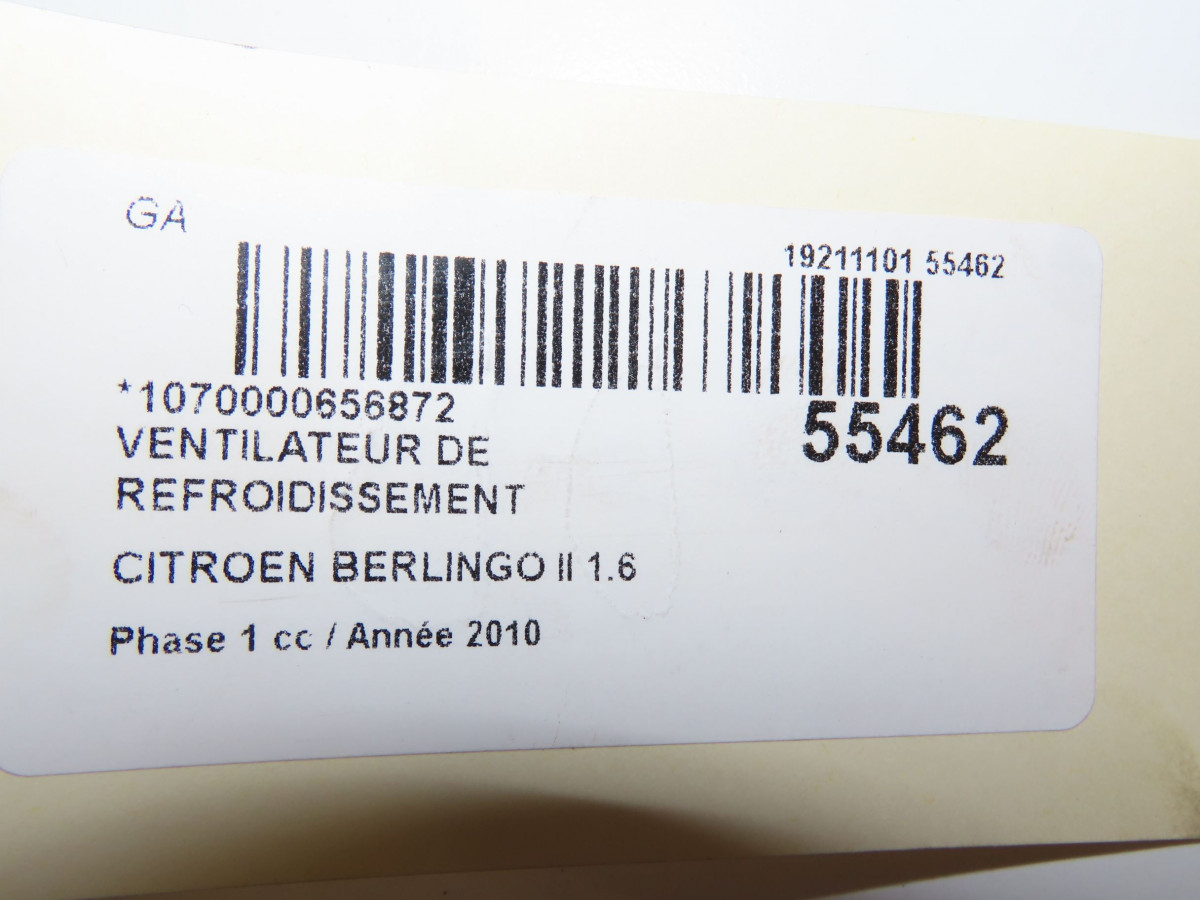 GA
19211101 55462
*1070000656872
55462
VENTILATEUR DE
REFROIDISSEMENT
CITROEN BERLINGO II 1.6
Phase 1 cc / Année 2010